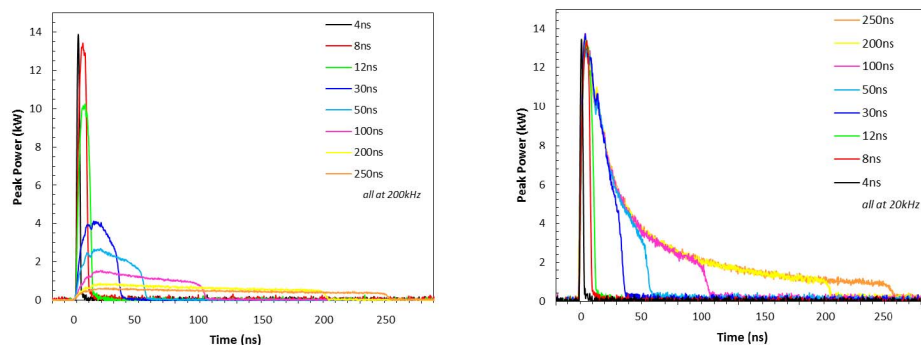 Peak Power (kW)
14
12
10
8
6
4
2
0
0
50
100
150
200
250
Time (ns)
4ns
8ns
12ns
30ns
50ns
100ns
200ns
250ns
all at 200kHz
Peak Power (kW)
14
12
10
8
6
4
2
0
0
50
100
150
200
250
Time (ns)
250ns
200ns
100ns
50ns
30ns
12ns
8ns
4ns
all at 20kHz